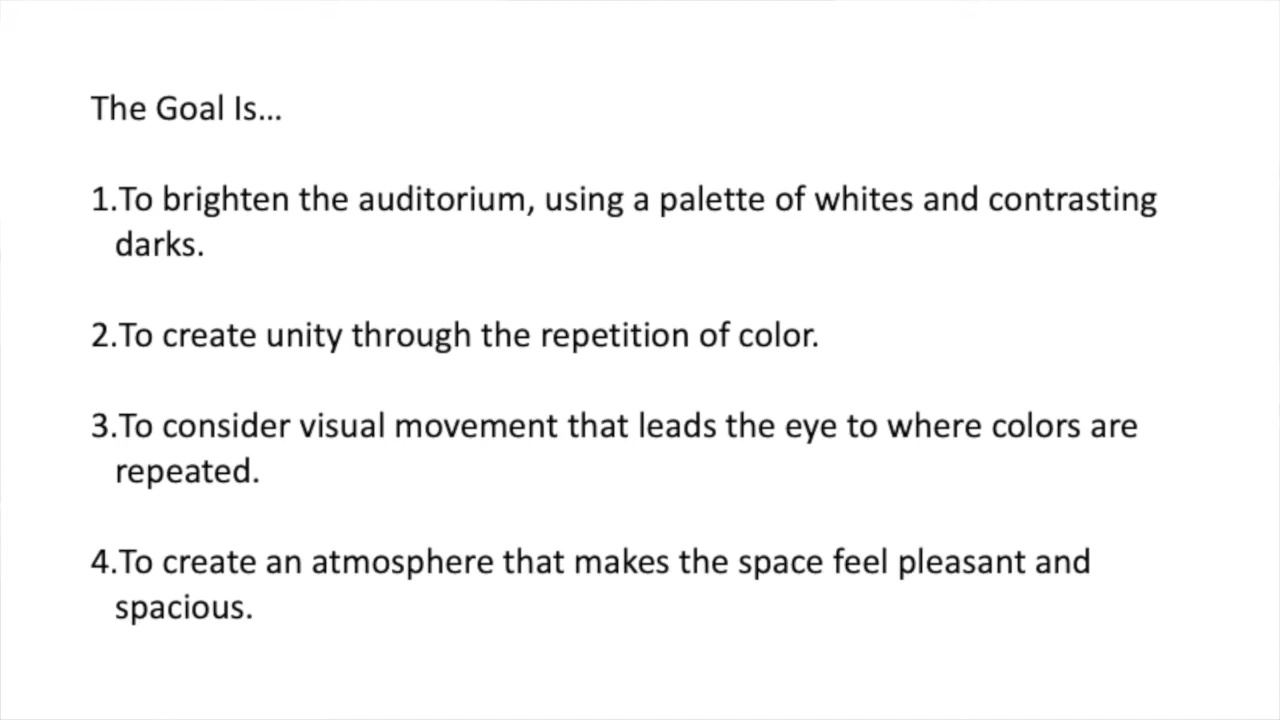 The Goal Is...
1.To brighten the auditorium, using a palette of whites and contrasting
darks.
2.To create unity through the repetition of color.
3.To consider visual movement that leads the eye to where colors are
repeated.
4.To create an atmosphere that makes the space feel pleasant and
spacious.